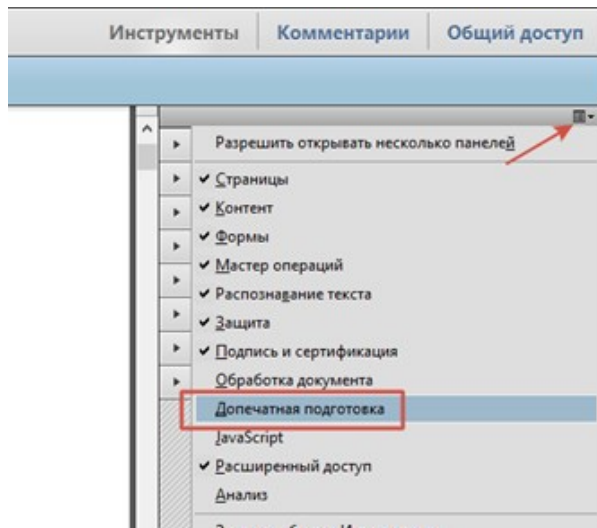 Инструменты Комментарии Общий доступ
Разрешить открывать несколько панелей
Страницы
Контент
Формы
Мастер операций
Распознавание текста
Защита
Подпись и сертификация
Обработка документа
Допечатная подготовка
JavaScript
Расширенный доступ
Анализ